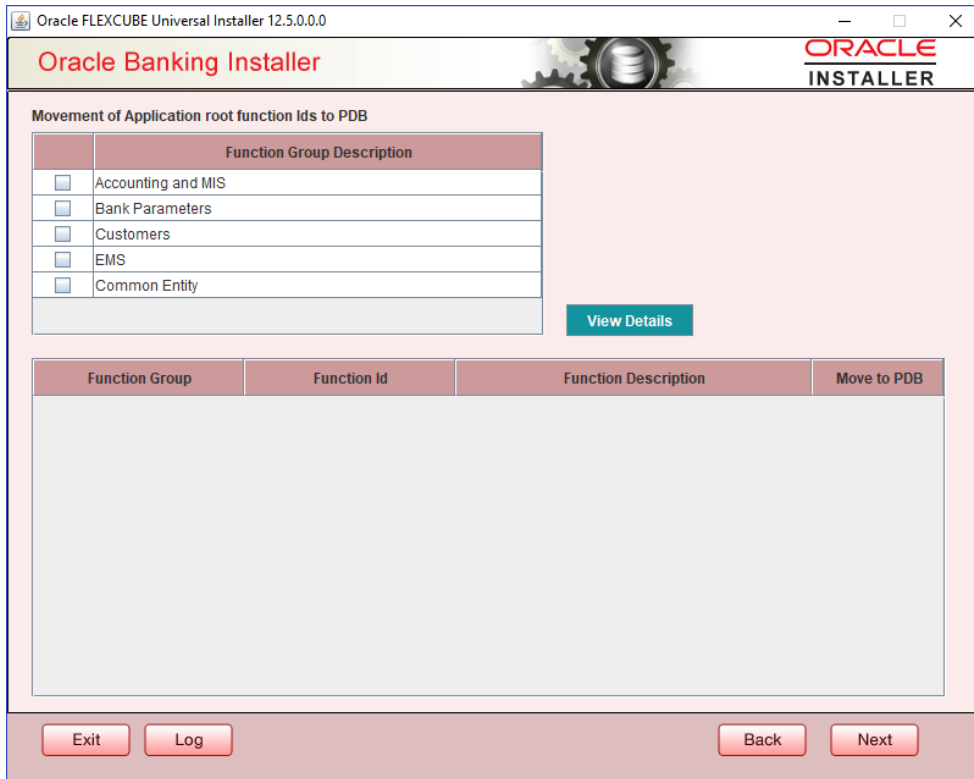 Oracle FLEXCUBE Universal Installer 12.5.0.0.0
Oracle Banking Installer
ORACLE
INSTALLER
Movement of Application root function Ids to PDB
Function Group Description
Accounting and MIS
Bank Parameters
Customers
EMS
Common Entity
View Details
Function Group Function Id Function Description Move to PDB
Exit Log Back Next